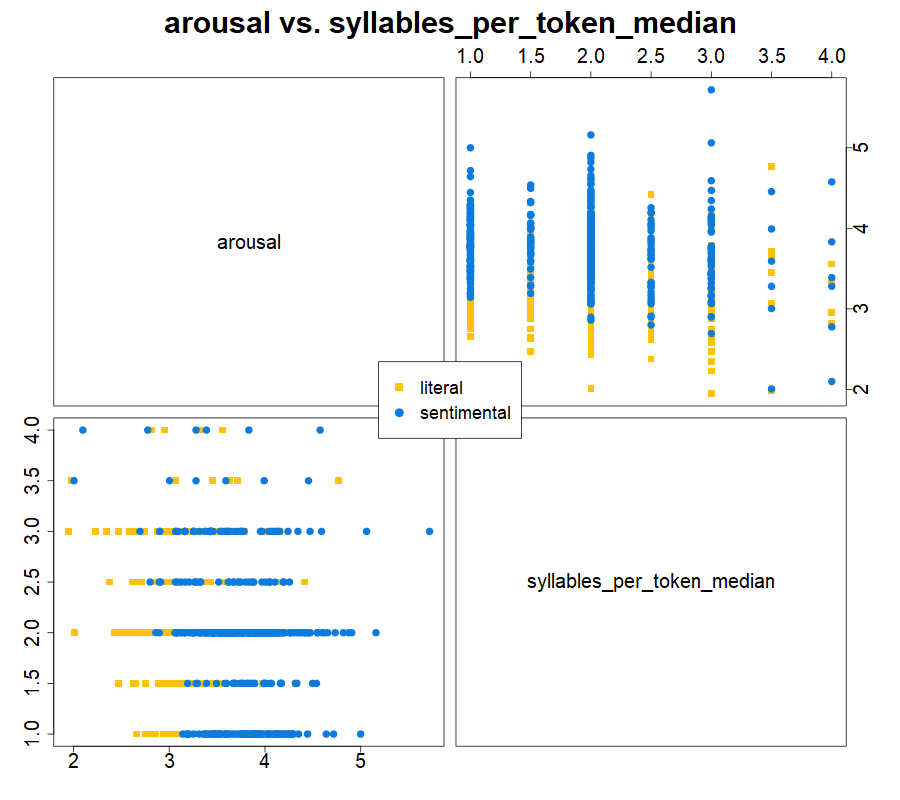 arousal vs. syllables_per_token_median
1.0 1.5 2.0 2.5 3.0 3.5 4.0
arousal
5
4
3
2
literal
sentimental
4.0
3.5
3.0
2.5
2.0
1.5
1.0
syllables_per_token_median
2 3 4 5